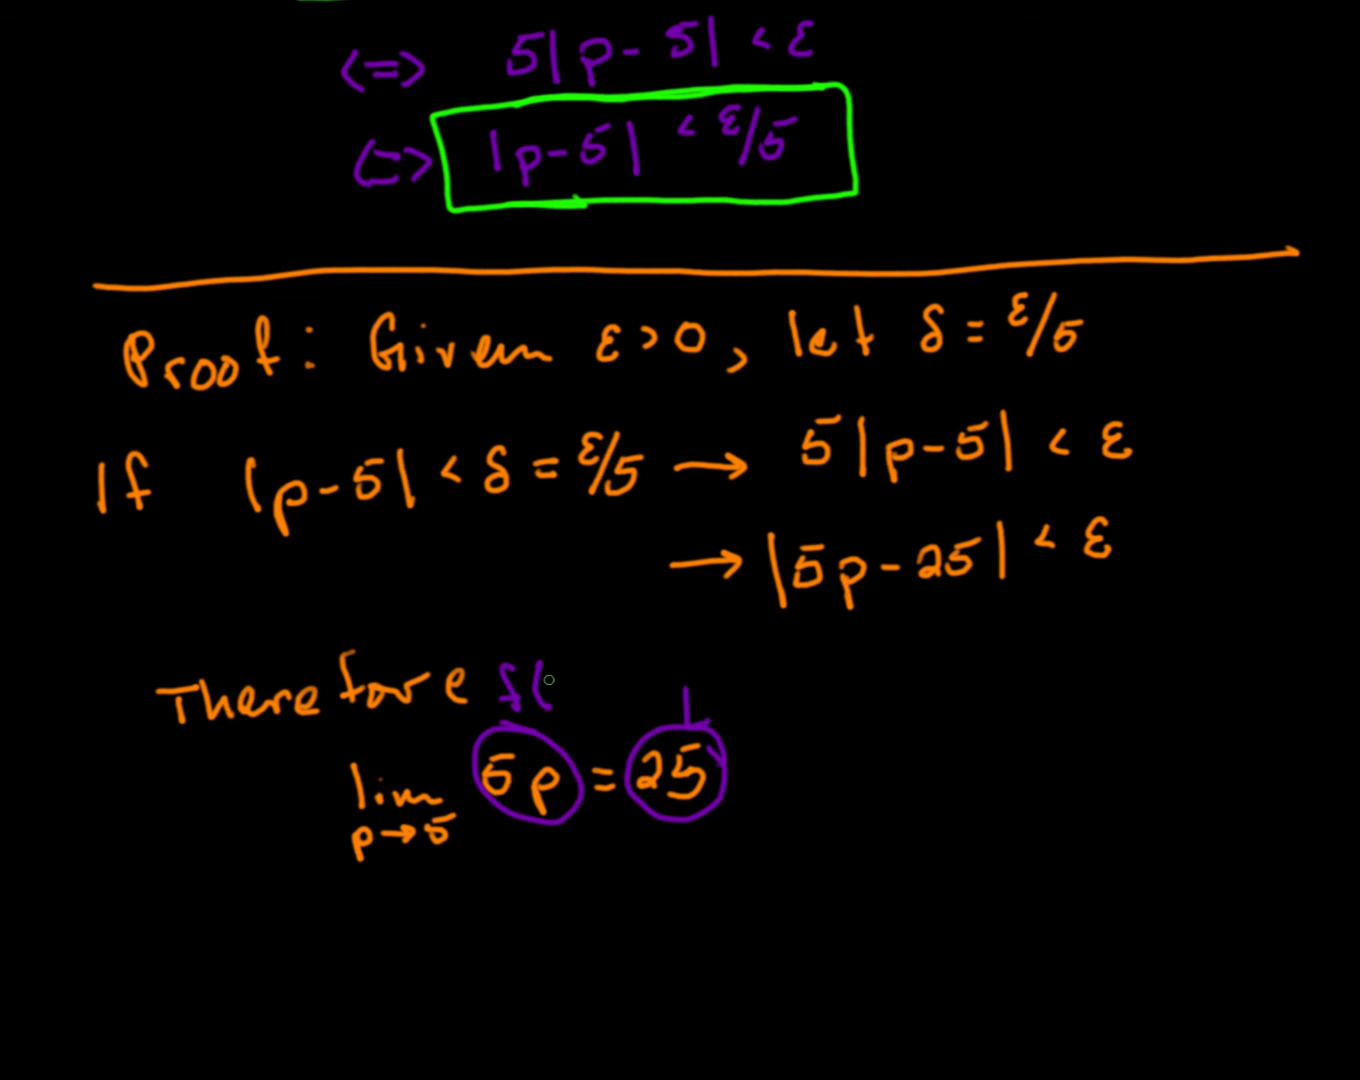 <=> 5|p-5| < ε
<=> |p-5| < ε/5
Proof: Given ε>0, let δ = ε/5
If |p-5| < δ = ε/5 → 5|p-5| < ε
→ |5p-25| < ε
Therefore f( L
lim 5p = 25
p→5